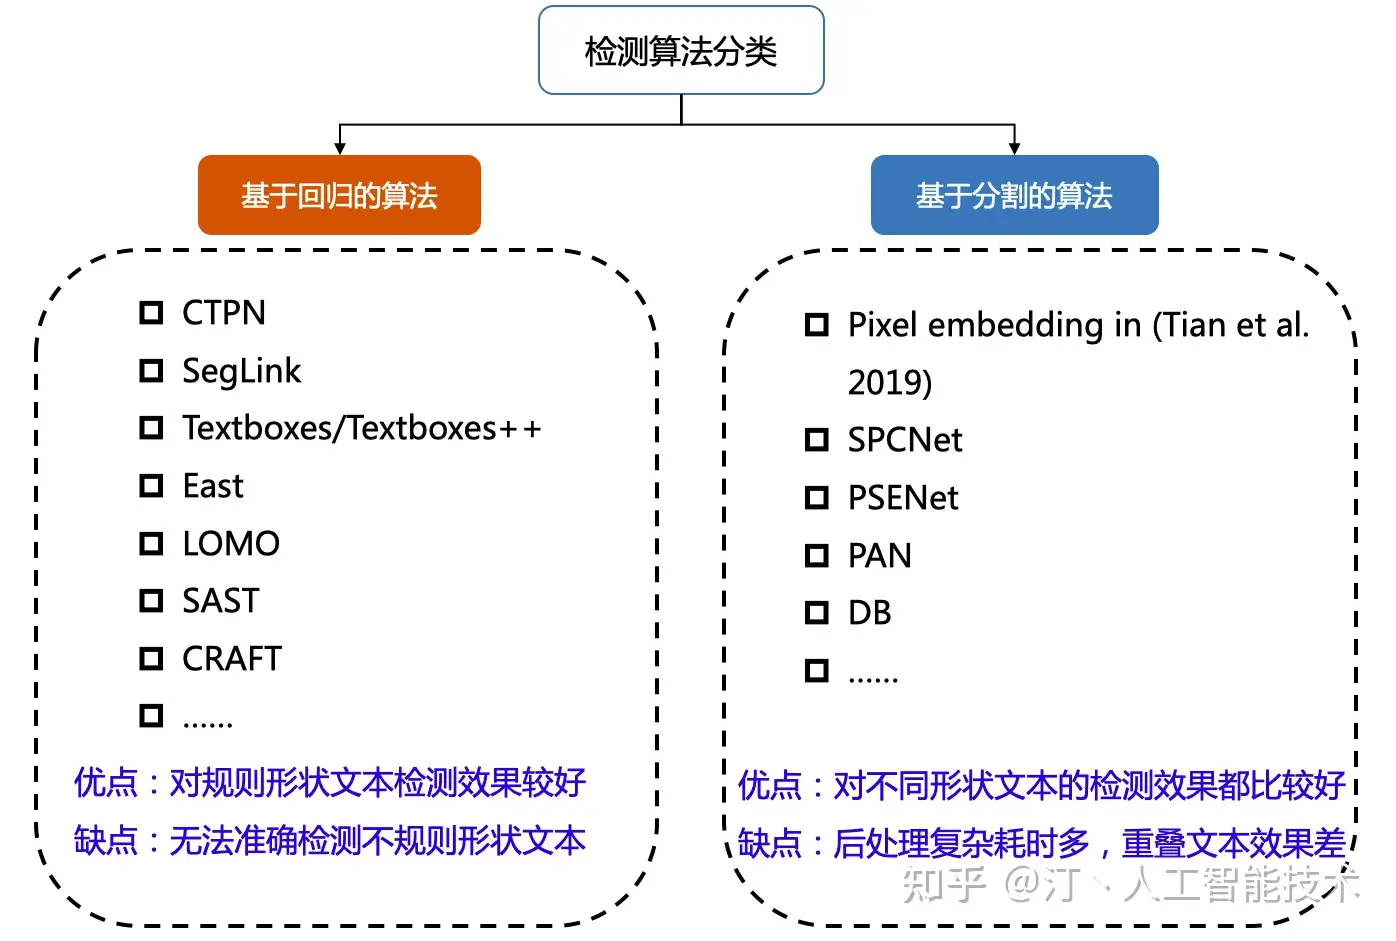 检测算法分类
基于回归的算法
CTPN
SegLink
Textboxes/Textboxes++
East
LOMO
SAST
CRAFT
......
优点：对规则形状文本检测效果较好
缺点：无法准确检测不规则形状文本
基于分割的算法
Pixel embedding in (Tian et al.
2019)
SPCNet
PSENet
PAN
DB
......
优点：对不同形状文本的检测效果都比较好
缺点：后处理复杂耗时多，重叠文本效果差
知乎 @汀丶人工智能技术